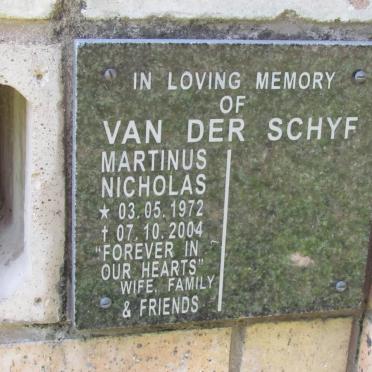 IN LOVING MEMORY
OF
VAN DER SCHYF
MARTINUS
NICHOLAS
★ 03.05.1972
† 07.10.2004
"FOREVER IN ~
OUR HEARTS"
WIFE, FAMILY
& FRIENDS